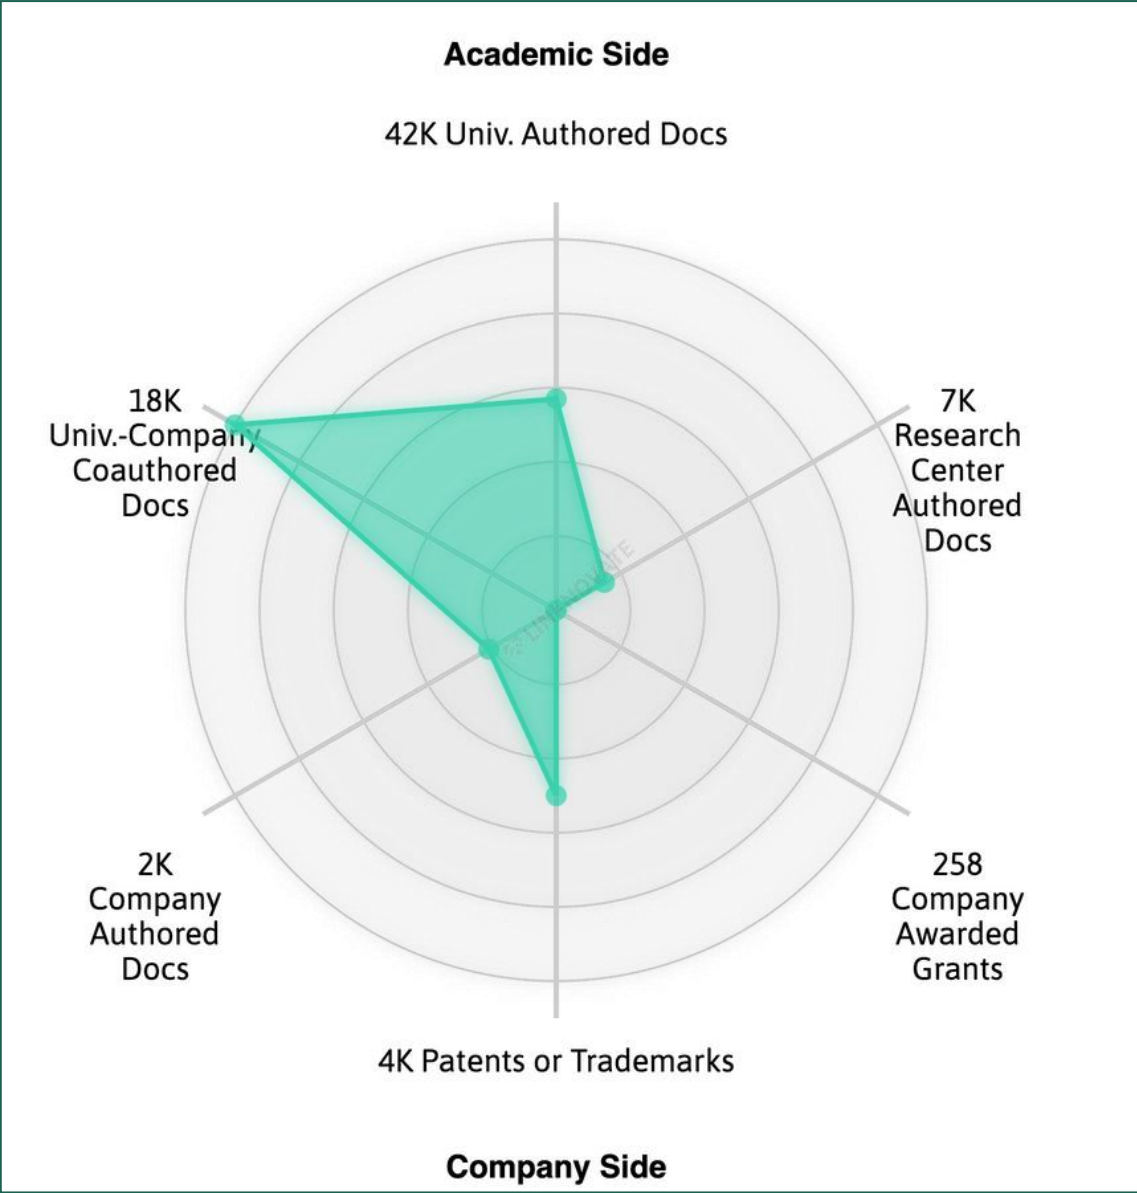 Academic Side
42K Univ. Authored Docs
18K
Univ.-Company
Coauthored
Docs
7K
Research
Center
Authored
Docs
LINKNOVATE
2K
Company
Authored
Docs
258
Company
Awarded
Grants
4K Patents or Trademarks
Company Side